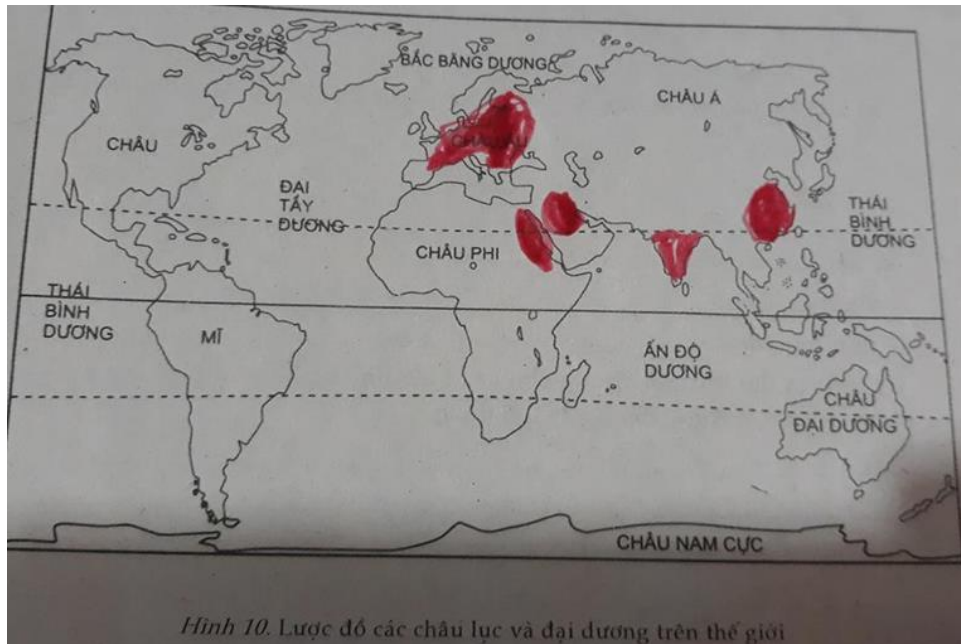 BẮC BĂNG DƯƠNG
CHÂU Á
CHÂU
CHÂU ÂU
ĐẠI
TÂY
DƯƠNG
THÁI
BÌNH
DƯƠNG
CHÂU PHI
THÁI
BÌNH
DƯƠNG
MĨ
ẤN ĐỘ
DƯƠNG
CHÂU
ĐẠI DƯƠNG
CHÂU NAM CỰC
Hình 10. Lược đồ các châu lục và đại dương trên thế giới